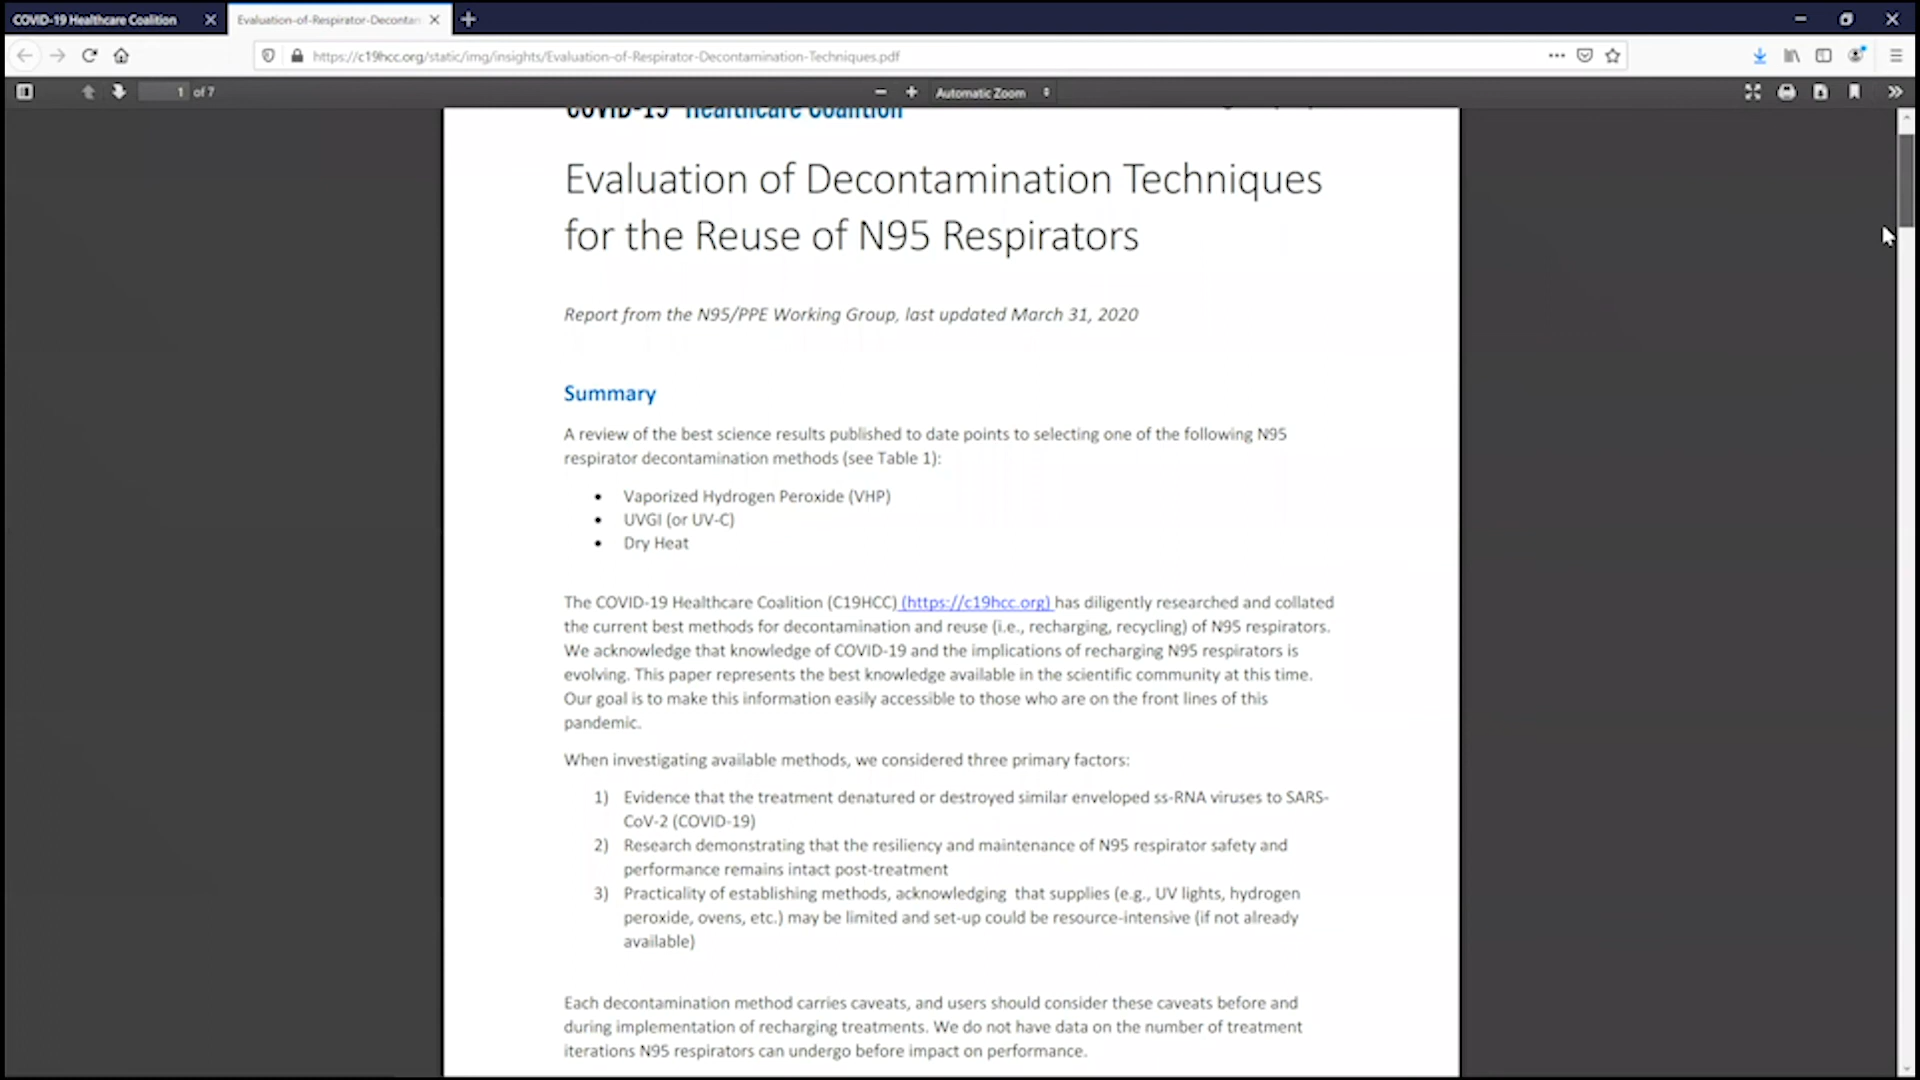 COVID-19 Healthcare Coalition
Evaluation-of-Respirator-Decontan
https://c19hcc.org/static/img/insights/Evaluation-of-Respirator-Decontamination-Techniques.pdf
1 of 7
Automatic Zoom
COVID-19 Healthcare Coalition
Evaluation of Decontamination Techniques
for the Reuse of N95 Respirators
Report from the N95/PPE Working Group, last updated March 31, 2020
Summary
A review of the best science results published to date points to selecting one of the following N95
respirator decontamination methods (see Table 1):
• Vaporized Hydrogen Peroxide (VHP)
• UVGI (or UV-C)
• Dry Heat
The COVID-19 Healthcare Coalition (C19HCC) (https://c19hcc.org) has diligently researched and collated
the current best methods for decontamination and reuse (i.e., recharging, recycling) of N95 respirators.
We acknowledge that knowledge of COVID-19 and the implications of recharging N95 respirators is
evolving. This paper represents the best knowledge available in the scientific community at this time.
Our goal is to make this information easily accessible to those who are on the front lines of this
pandemic.
When investigating available methods, we considered three primary factors:
1) Evidence that the treatment denatured or destroyed similar enveloped ss-RNA viruses to SARS-
CoV-2 (COVID-19)
2) Research demonstrating that the resiliency and maintenance of N95 respirator safety and
performance remains intact post-treatment
3) Practicality of establishing methods, acknowledging that supplies (e.g., UV lights, hydrogen
peroxide, ovens, etc.) may be limited and set-up could be resource-intensive (if not already
available)
Each decontamination method carries caveats, and users should consider these caveats before and
during implementation of recharging treatments. We do not have data on the number of treatment
iterations N95 respirators can undergo before impact on performance.